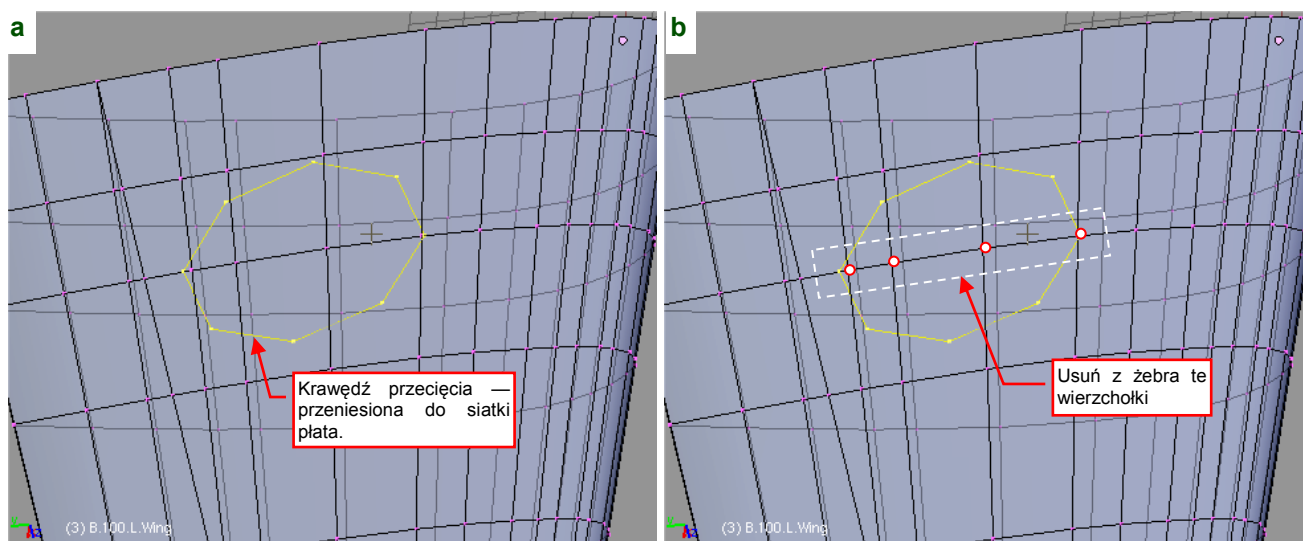 a
Krawędź przecięcia —
przeniesiona do siatki
płata.
(3) B.100.L.Wing
b
Usuń z żebra te
wierzchołki
(3) B.100.L.Wing